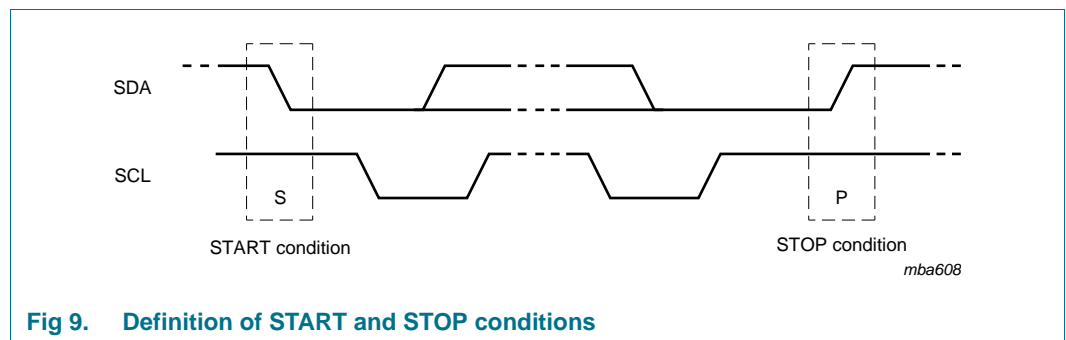 SDA
SCL
S
P
START condition
STOP condition
mba608
Fig 9. Definition of START and STOP conditions